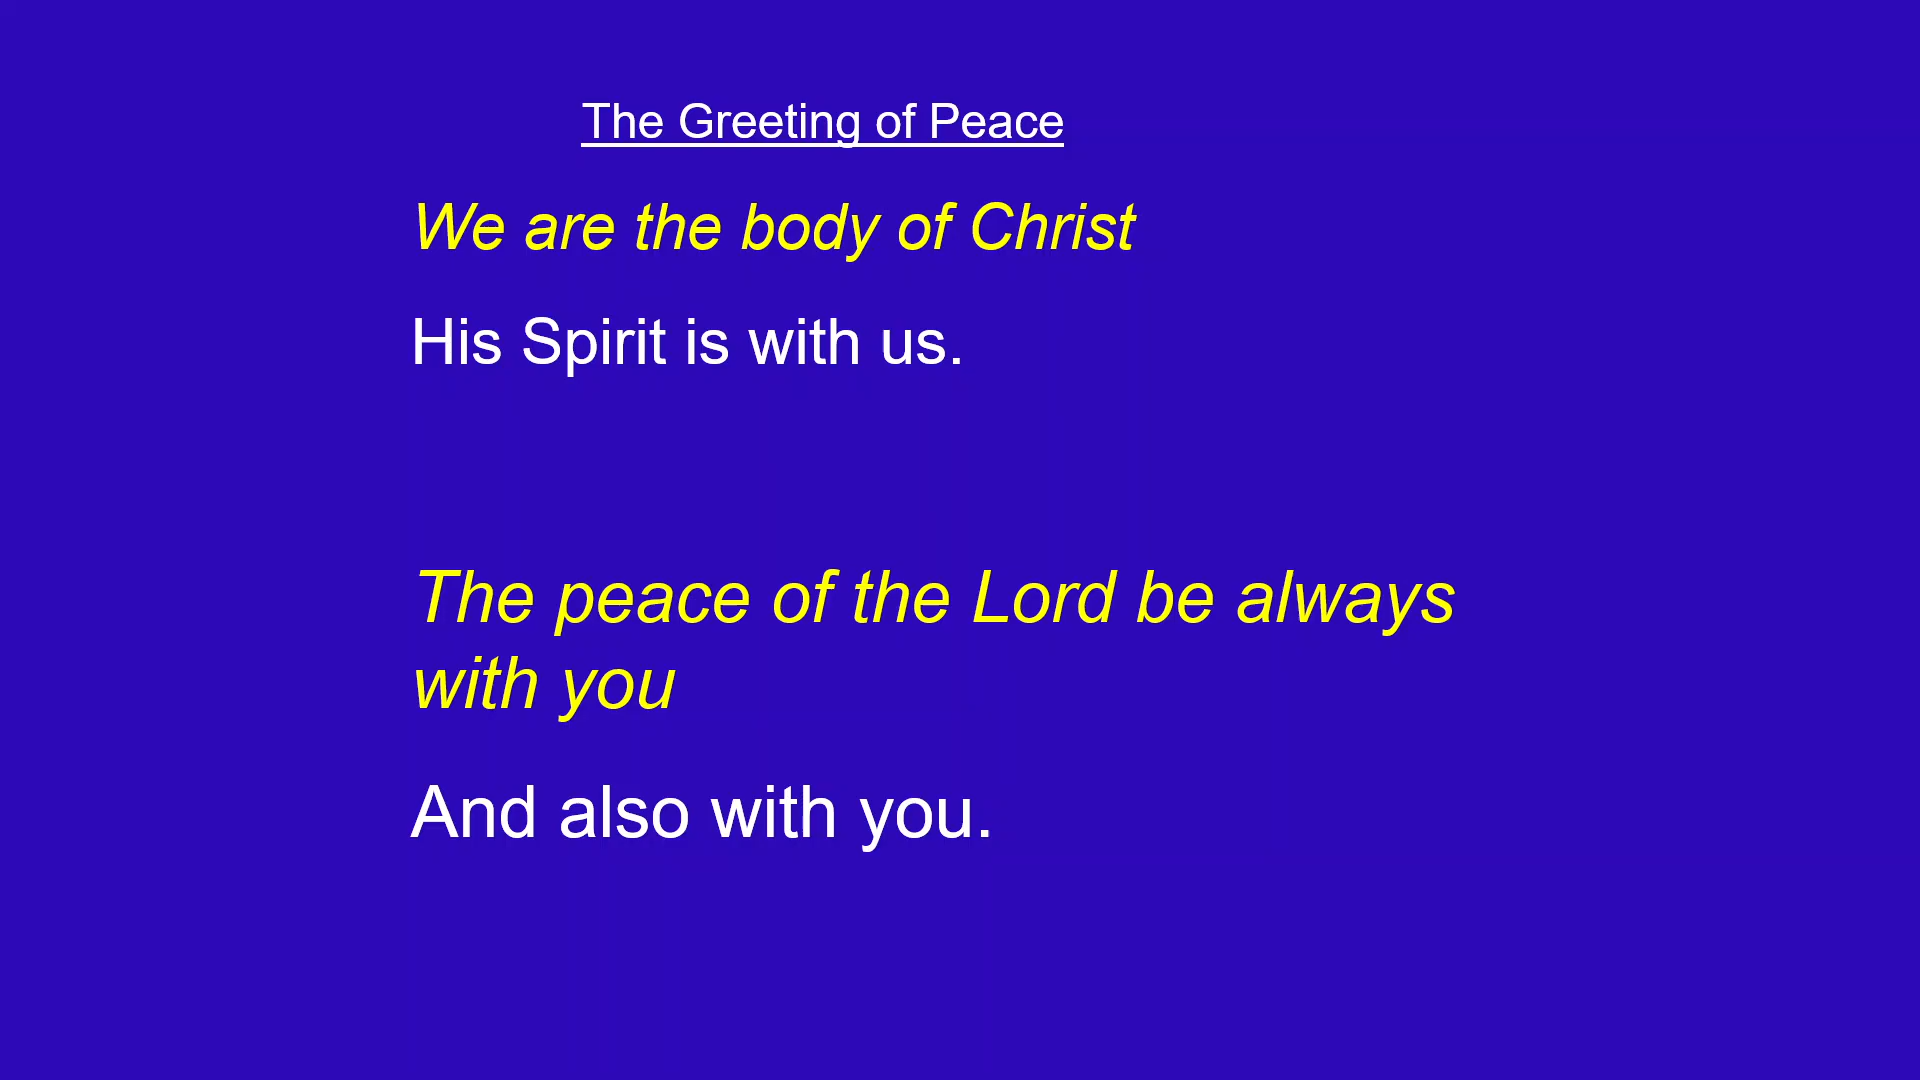 The Greeting of Peace
We are the body of Christ
His Spirit is with us.
The peace of the Lord be always
with you
And also with you.